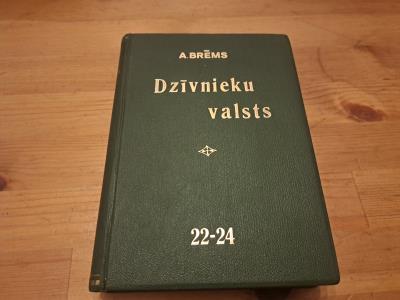 A. BRĒMS
Dzīvnieku
valsts
22-24